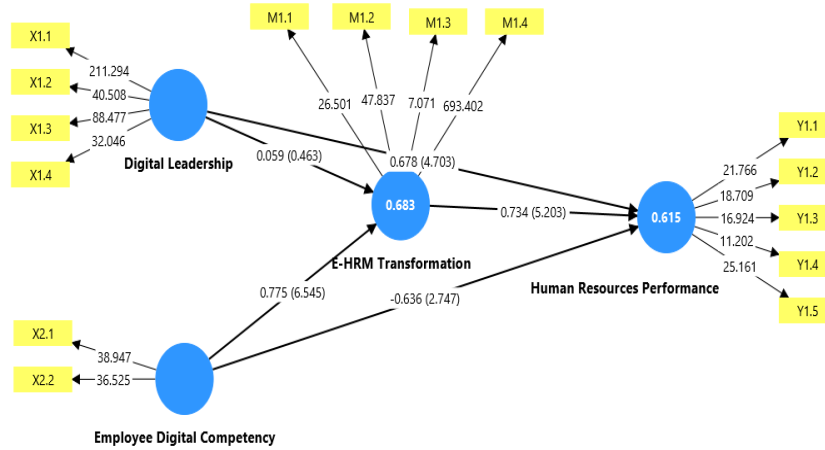 M1.1
M1.2
M1.3
M1.4
X1.1
X1.2
X1.3
X1.4
211.294
40.508
88.477
32.046
Digital Leadership
26.501
47.837
7.071
693.402
0.059 (0.463)
0.678 (4.703)
0.683
E-HRM Transformation
0.734 (5.203)
0.615
Human Resources Performance
Y1.1
Y1.2
Y1.3
Y1.4
Y1.5
21.766
18.709
16.924
11.202
25.161
0.775 (6.545)
-0.636 (2.747)
X2.1
X2.2
38.947
36.525
Employee Digital Competency